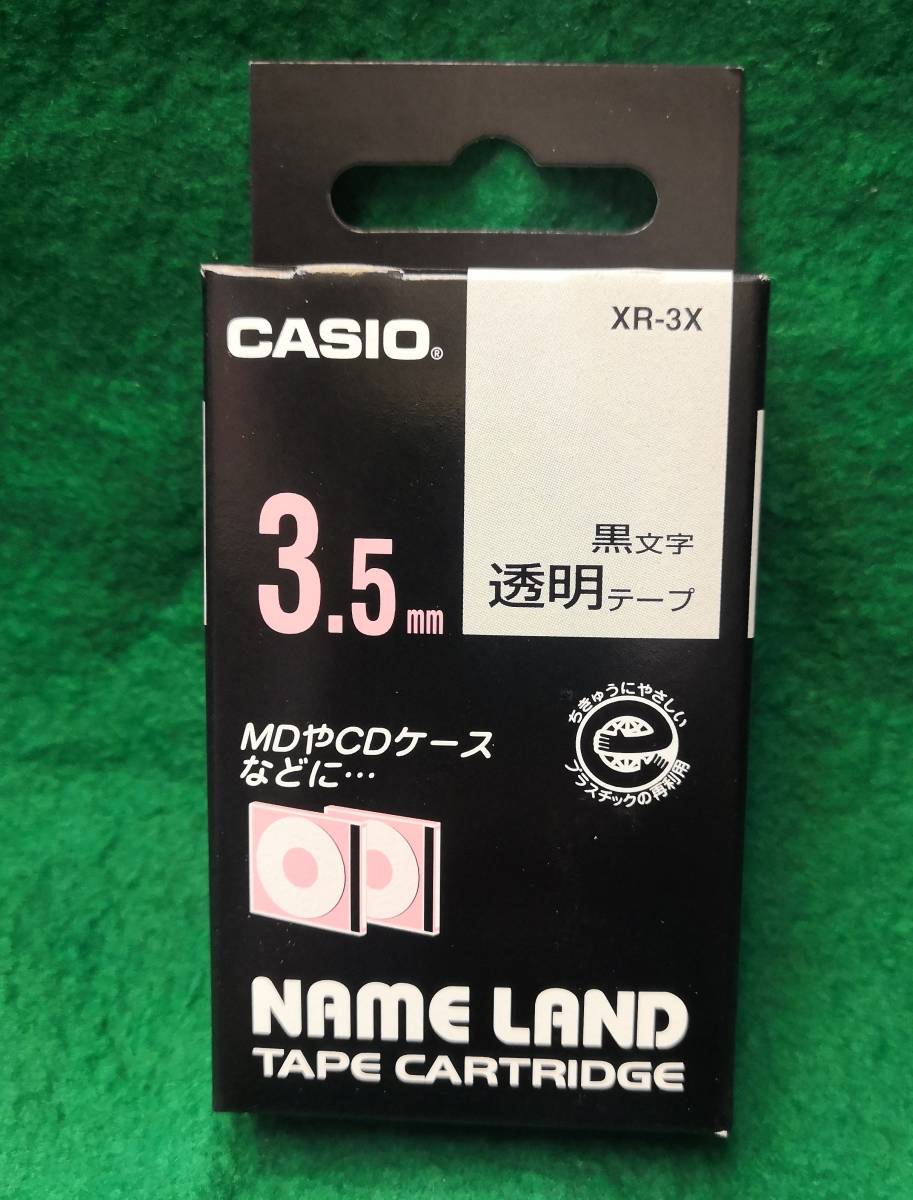 CASIO®
XR-3X
3.5mm
黒文字
透明テープ
MDやCDケース
などに…
ちきゅうにやさしい
プラスチックの再利用
NAME LAND
TAPE CARTRIDGE